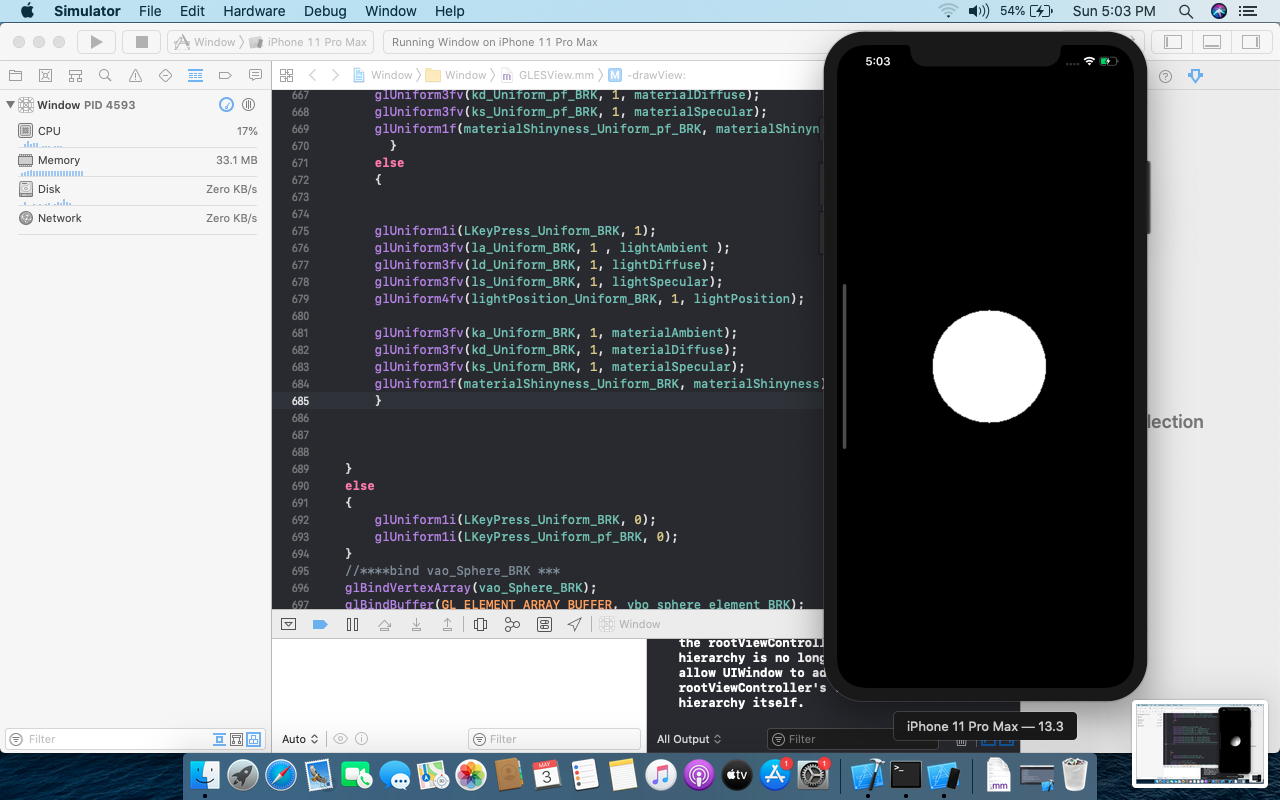 Simulator File Edit Hardware Debug Window Help 54% Sun 5:03 PM
Window iPhone 11 Pro Max Running Window on iPhone 11 Pro Max
5:03
Window Window GLESView.mm M -drawView:
Window PID 4593
CPU 17%
Memory 33.1 MB
Disk Zero KB/s
Network Zero KB/s
667 glUniform3fv(kd_Uniform_pf_BRK, 1, materialDiffuse);
668 glUniform3fv(ks_Uniform_pf_BRK, 1, materialSpecular);
669 glUniform1f(materialShinyness_Uniform_pf_BRK, materialShinyn
670 }
671 else
672 {
673
674
675 glUniform1i(LKeyPress_Uniform_BRK, 1);
676 glUniform3fv(la_Uniform_BRK, 1 , lightAmbient );
677 glUniform3fv(ld_Uniform_BRK, 1, lightDiffuse);
678 glUniform3fv(ls_Uniform_BRK, 1, lightSpecular);
679 glUniform4fv(lightPosition_Uniform_BRK, 1, lightPosition);
680
681 glUniform3fv(ka_Uniform_BRK, 1, materialAmbient);
682 glUniform3fv(kd_Uniform_BRK, 1, materialDiffuse);
683 glUniform3fv(ks_Uniform_BRK, 1, materialSpecular);
684 glUniform1f(materialShinyness_Uniform_BRK, materialShinyness)
685 }
686
687
688
689 }
690 else
691 {
692 glUniform1i(LKeyPress_Uniform_BRK, 0);
693 glUniform1i(LKeyPress_Uniform_pf_BRK, 0);
694 }
695 //****bind vao_Sphere_BRK ***
696 glBindVertexArray(vao_Sphere_BRK);
697 glBindBuffer(GL_ELEMENT_ARRAY_BUFFER, vbo_sphere_element_BRK);
lection
Window
the rootViewControll
hierarchy is no long
allow UIWindow to ad
rootViewController's
hierarchy itself.
iPhone 11 Pro Max — 13.3
Filter Auto Filter All Output Filter
MAY 3 tv 1 1 .mm